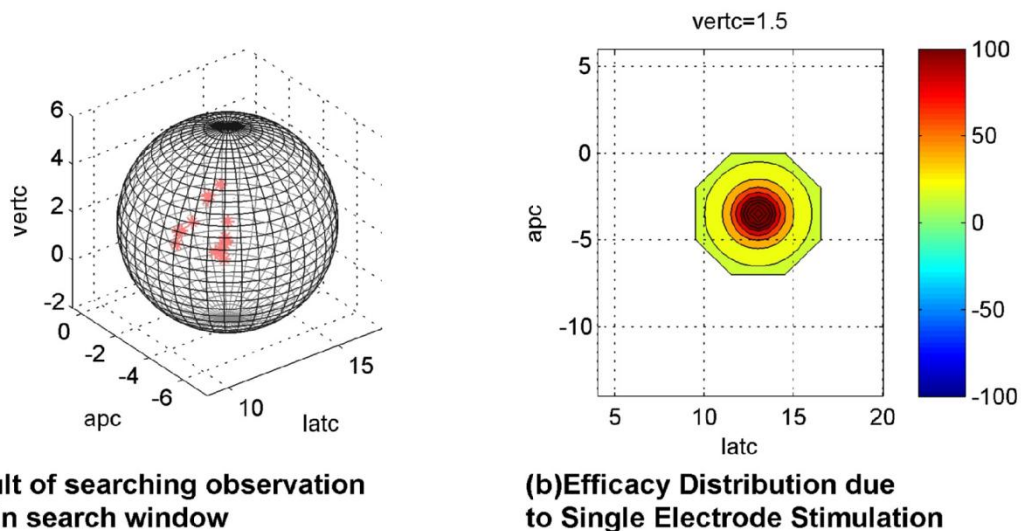 vertc=1.5
6
4
2
0
-2
vertc
0
-2
-4
-6
apc
10
15
latc
5
0
-5
-10
apc
5
10
15
20
latc
100
50
0
-50
-100
of searching observation
search window
(b)Efficacy Distribution due
to Single Electrode Stimulation